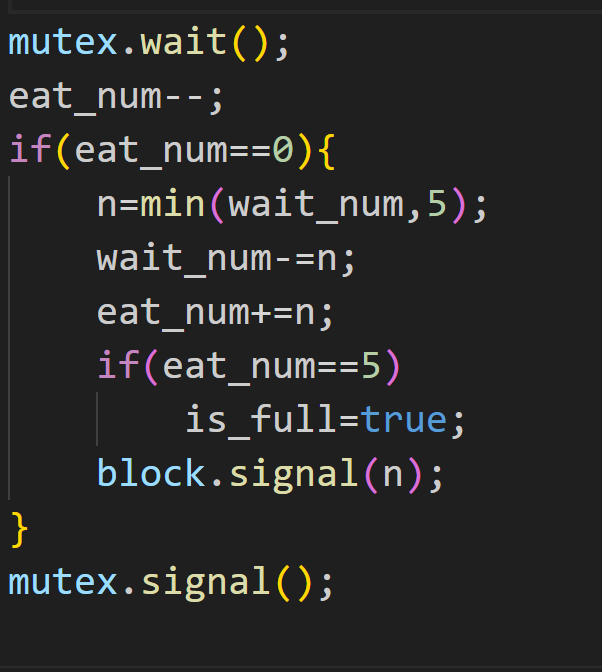 mutex.wait();
eat_num--;
if(eat_num==0){
    n=min(wait_num,5);
    wait_num-=n;
    eat_num+=n;
    if(eat_num==5)
        is_full=true;
    block.signal(n);
}
mutex.signal();